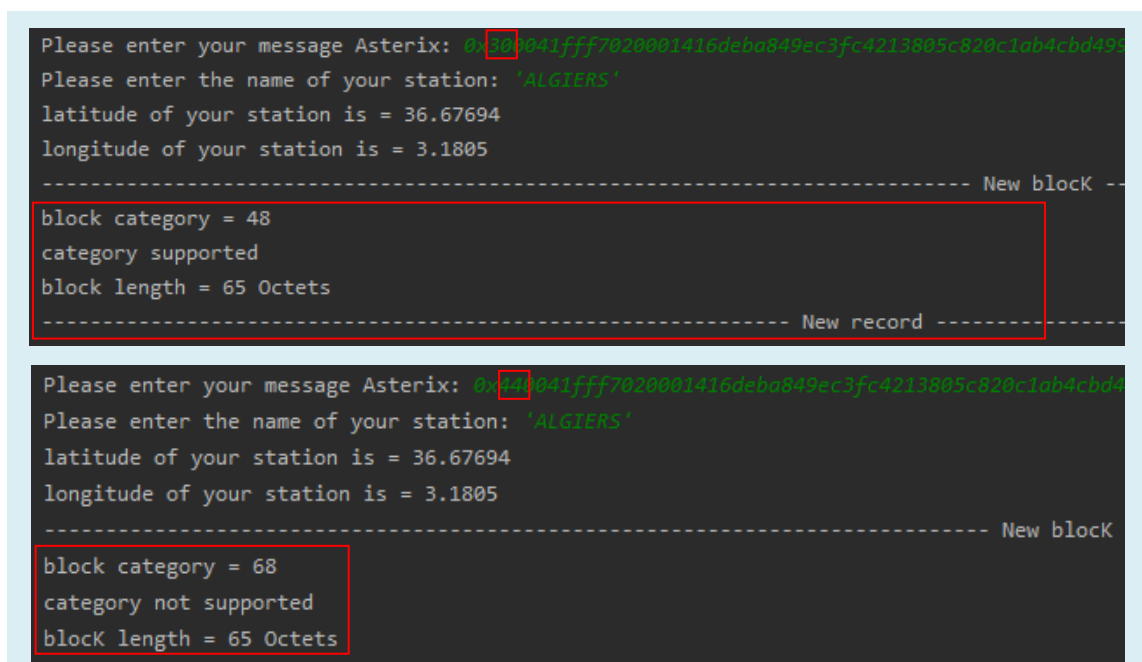 Please enter your message Asterix: 0x300041fff7020001416deba849ec3fc4213805c820c1ab4cbd499
Please enter the name of your station: 'ALGIERS'
latitude of your station is = 36.67694
longitude of your station is = 3.1805
----------------------------------------------------------------------------- New blocK --
block category = 48
category supported
block length = 65 Octets
-------------------------------------------------------------- New record ----------------
Please enter your message Asterix: 0x440041fff7020001416deba849ec3fc4213805c820c1ab4cbd4
Please enter the name of your station: 'ALGIERS'
latitude of your station is = 36.67694
longitude of your station is = 3.1805
------------------------------------------------------------------------------ New blocK
block category = 68
category not supported
blocK length = 65 Octets